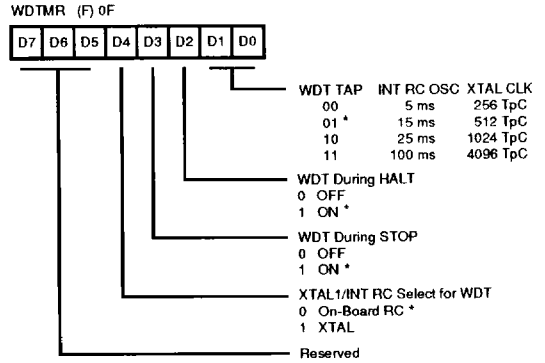 WDTMR (F) 0F
D7 D6 D5 D4 D3 D2 D1 D0
WDT TAP INT RC OSC XTAL CLK
00 5 ms 256 TpC
01 * 15 ms 512 TpC
10 25 ms 1024 TpC
11 100 ms 4096 TpC
WDT During HALT
0 OFF
1 ON *
WDT During STOP
0 OFF
1 ON *
XTAL1/INT RC Select for WDT
0 On-Board RC *
1 XTAL
Reserved